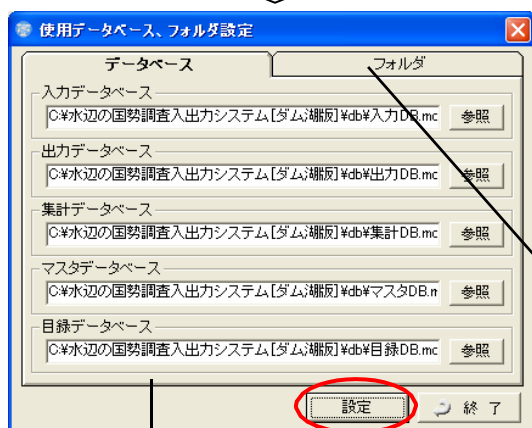 使用データベース、フォルダ設定
データベース フォルダ
入力データベース
C:¥水辺の国勢調査入出力システム[ダム湖版]¥db¥入力DB.mc 参照
出力データベース
C:¥水辺の国勢調査入出力システム[ダム湖版]¥db¥出力DB.mc 参照
集計データベース
C:¥水辺の国勢調査入出力システム[ダム湖版]¥db¥集計DB.mc 参照
マスタデータベース
C:¥水辺の国勢調査入出力システム[ダム湖版]¥db¥マスタDB.m 参照
目録データベース
C:¥水辺の国勢調査入出力システム[ダム湖版]¥db¥目録DB.mc 参照
設定 終 了